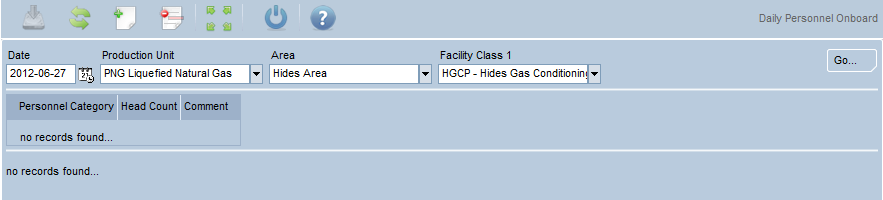 Daily Personnel Onboard
Date Production Unit Area Facility Class 1
2012-06-27 PNG Liquefied Natural Gas Hides Area HGCP - Hides Gas Conditioning Go...
Personnel Category Head Count Comment
no records found...
no records found...